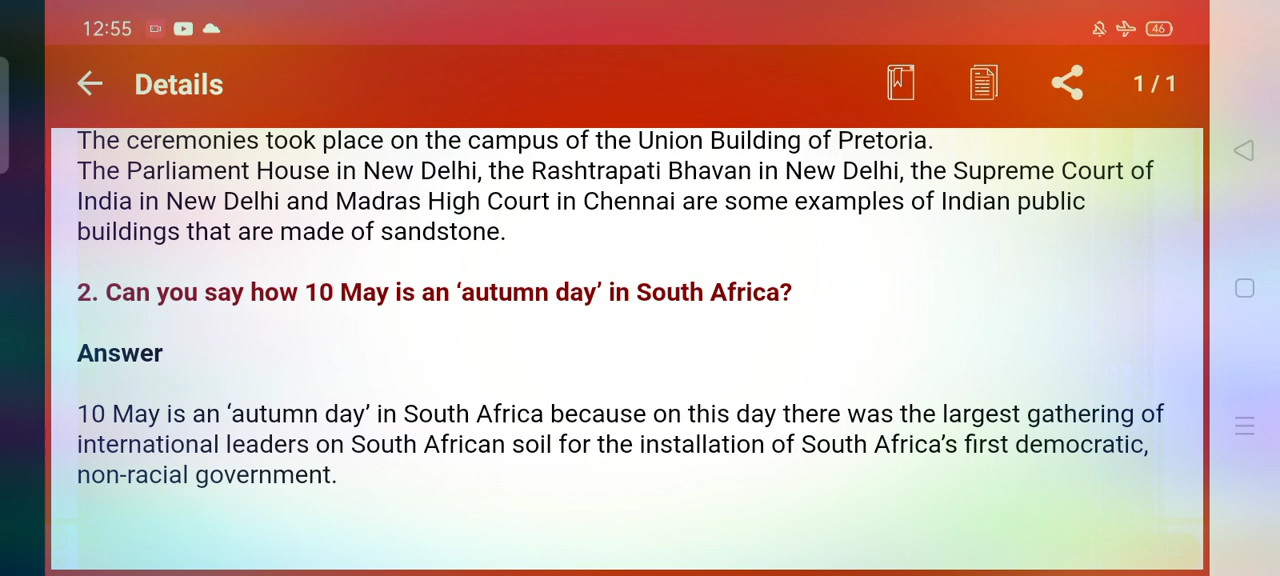 12:55
46
Details
1 / 1
The ceremonies took place on the campus of the Union Building of Pretoria.
The Parliament House in New Delhi, the Rashtrapati Bhavan in New Delhi, the Supreme Court of
India in New Delhi and Madras High Court in Chennai are some examples of Indian public
buildings that are made of sandstone.
2. Can you say how 10 May is an ‘autumn day’ in South Africa?
Answer
10 May is an ‘autumn day’ in South Africa because on this day there was the largest gathering of
international leaders on South African soil for the installation of South Africa’s first democratic,
non-racial government.